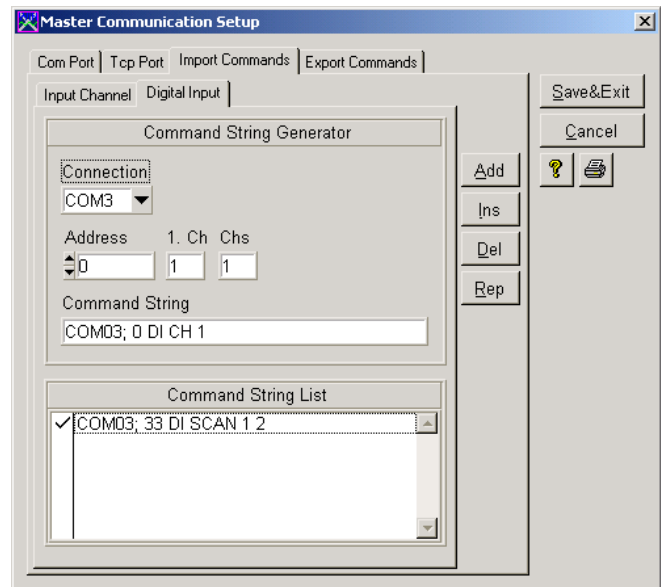 Master Communication Setup
Com Port Tcp Port Import Commands Export Commands
Input Channel Digital Input
Save&Exit
Cancel
?
Command String Generator
Connection
COM3
Address 1. Ch Chs
0 1 1
Command String
COM03; 0 DI CH 1
Add
Ins
Del
Rep
Command String List
COM03; 33 DI SCAN 1 2